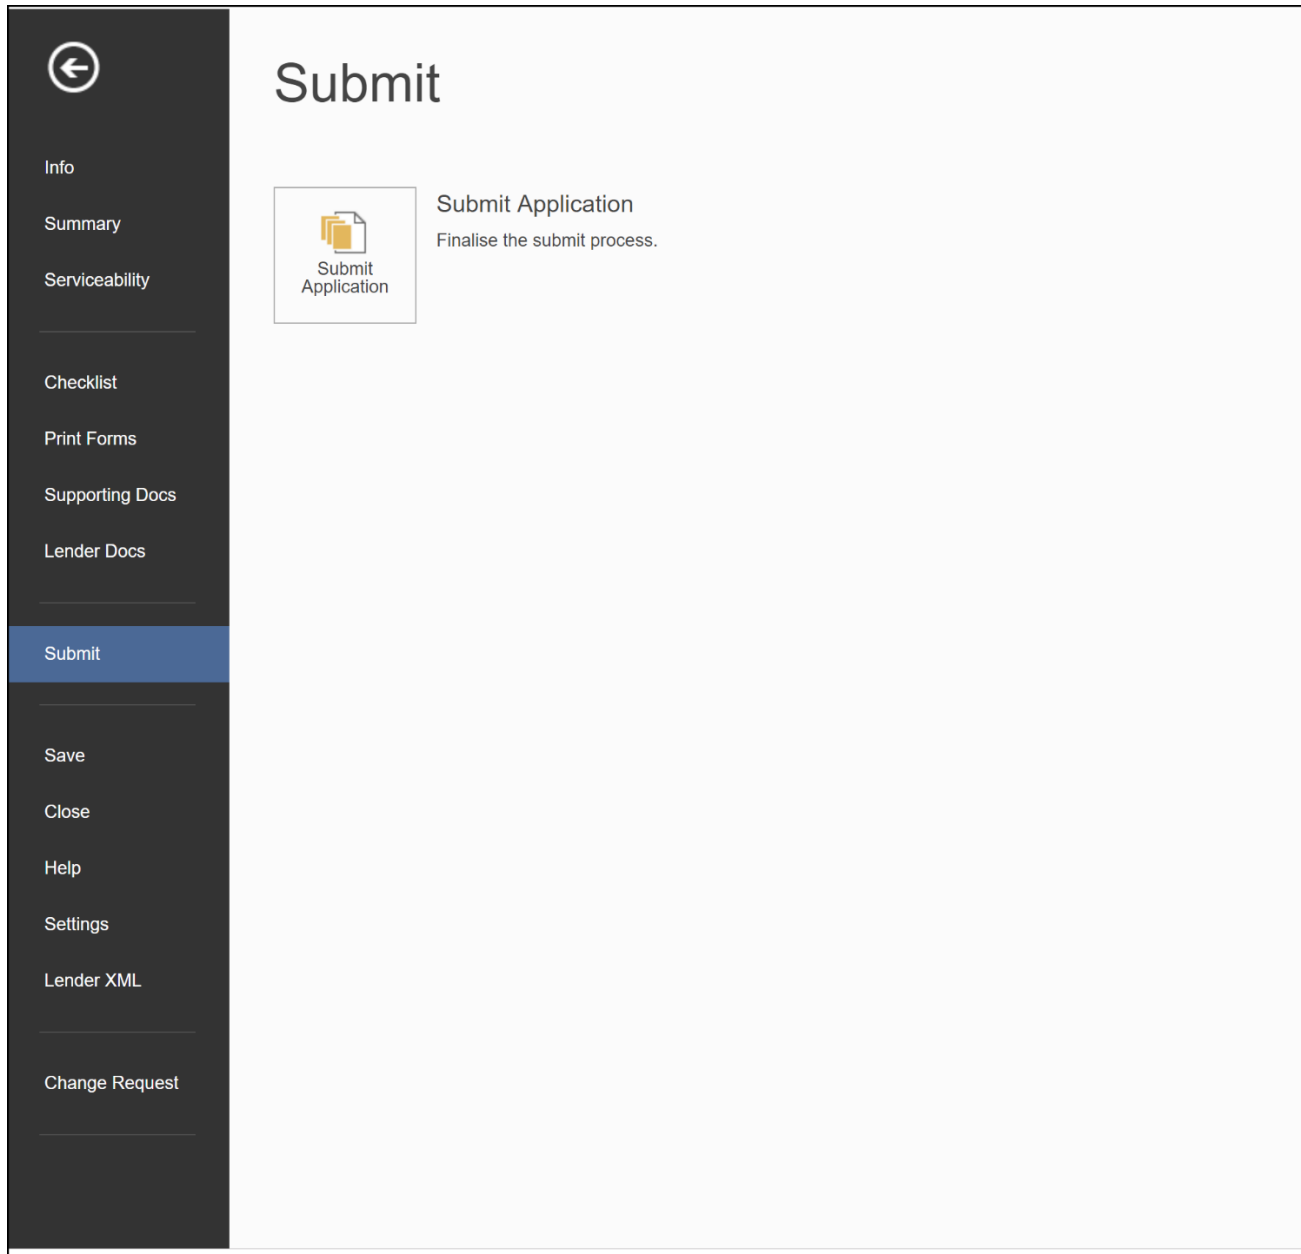 Submit
Info
Summary
Serviceability
Checklist
Print Forms
Supporting Docs
Lender Docs
Submit
Save
Close
Help
Settings
Lender XML
Change Request
Submit
Application
Submit Application
Finalise the submit process.